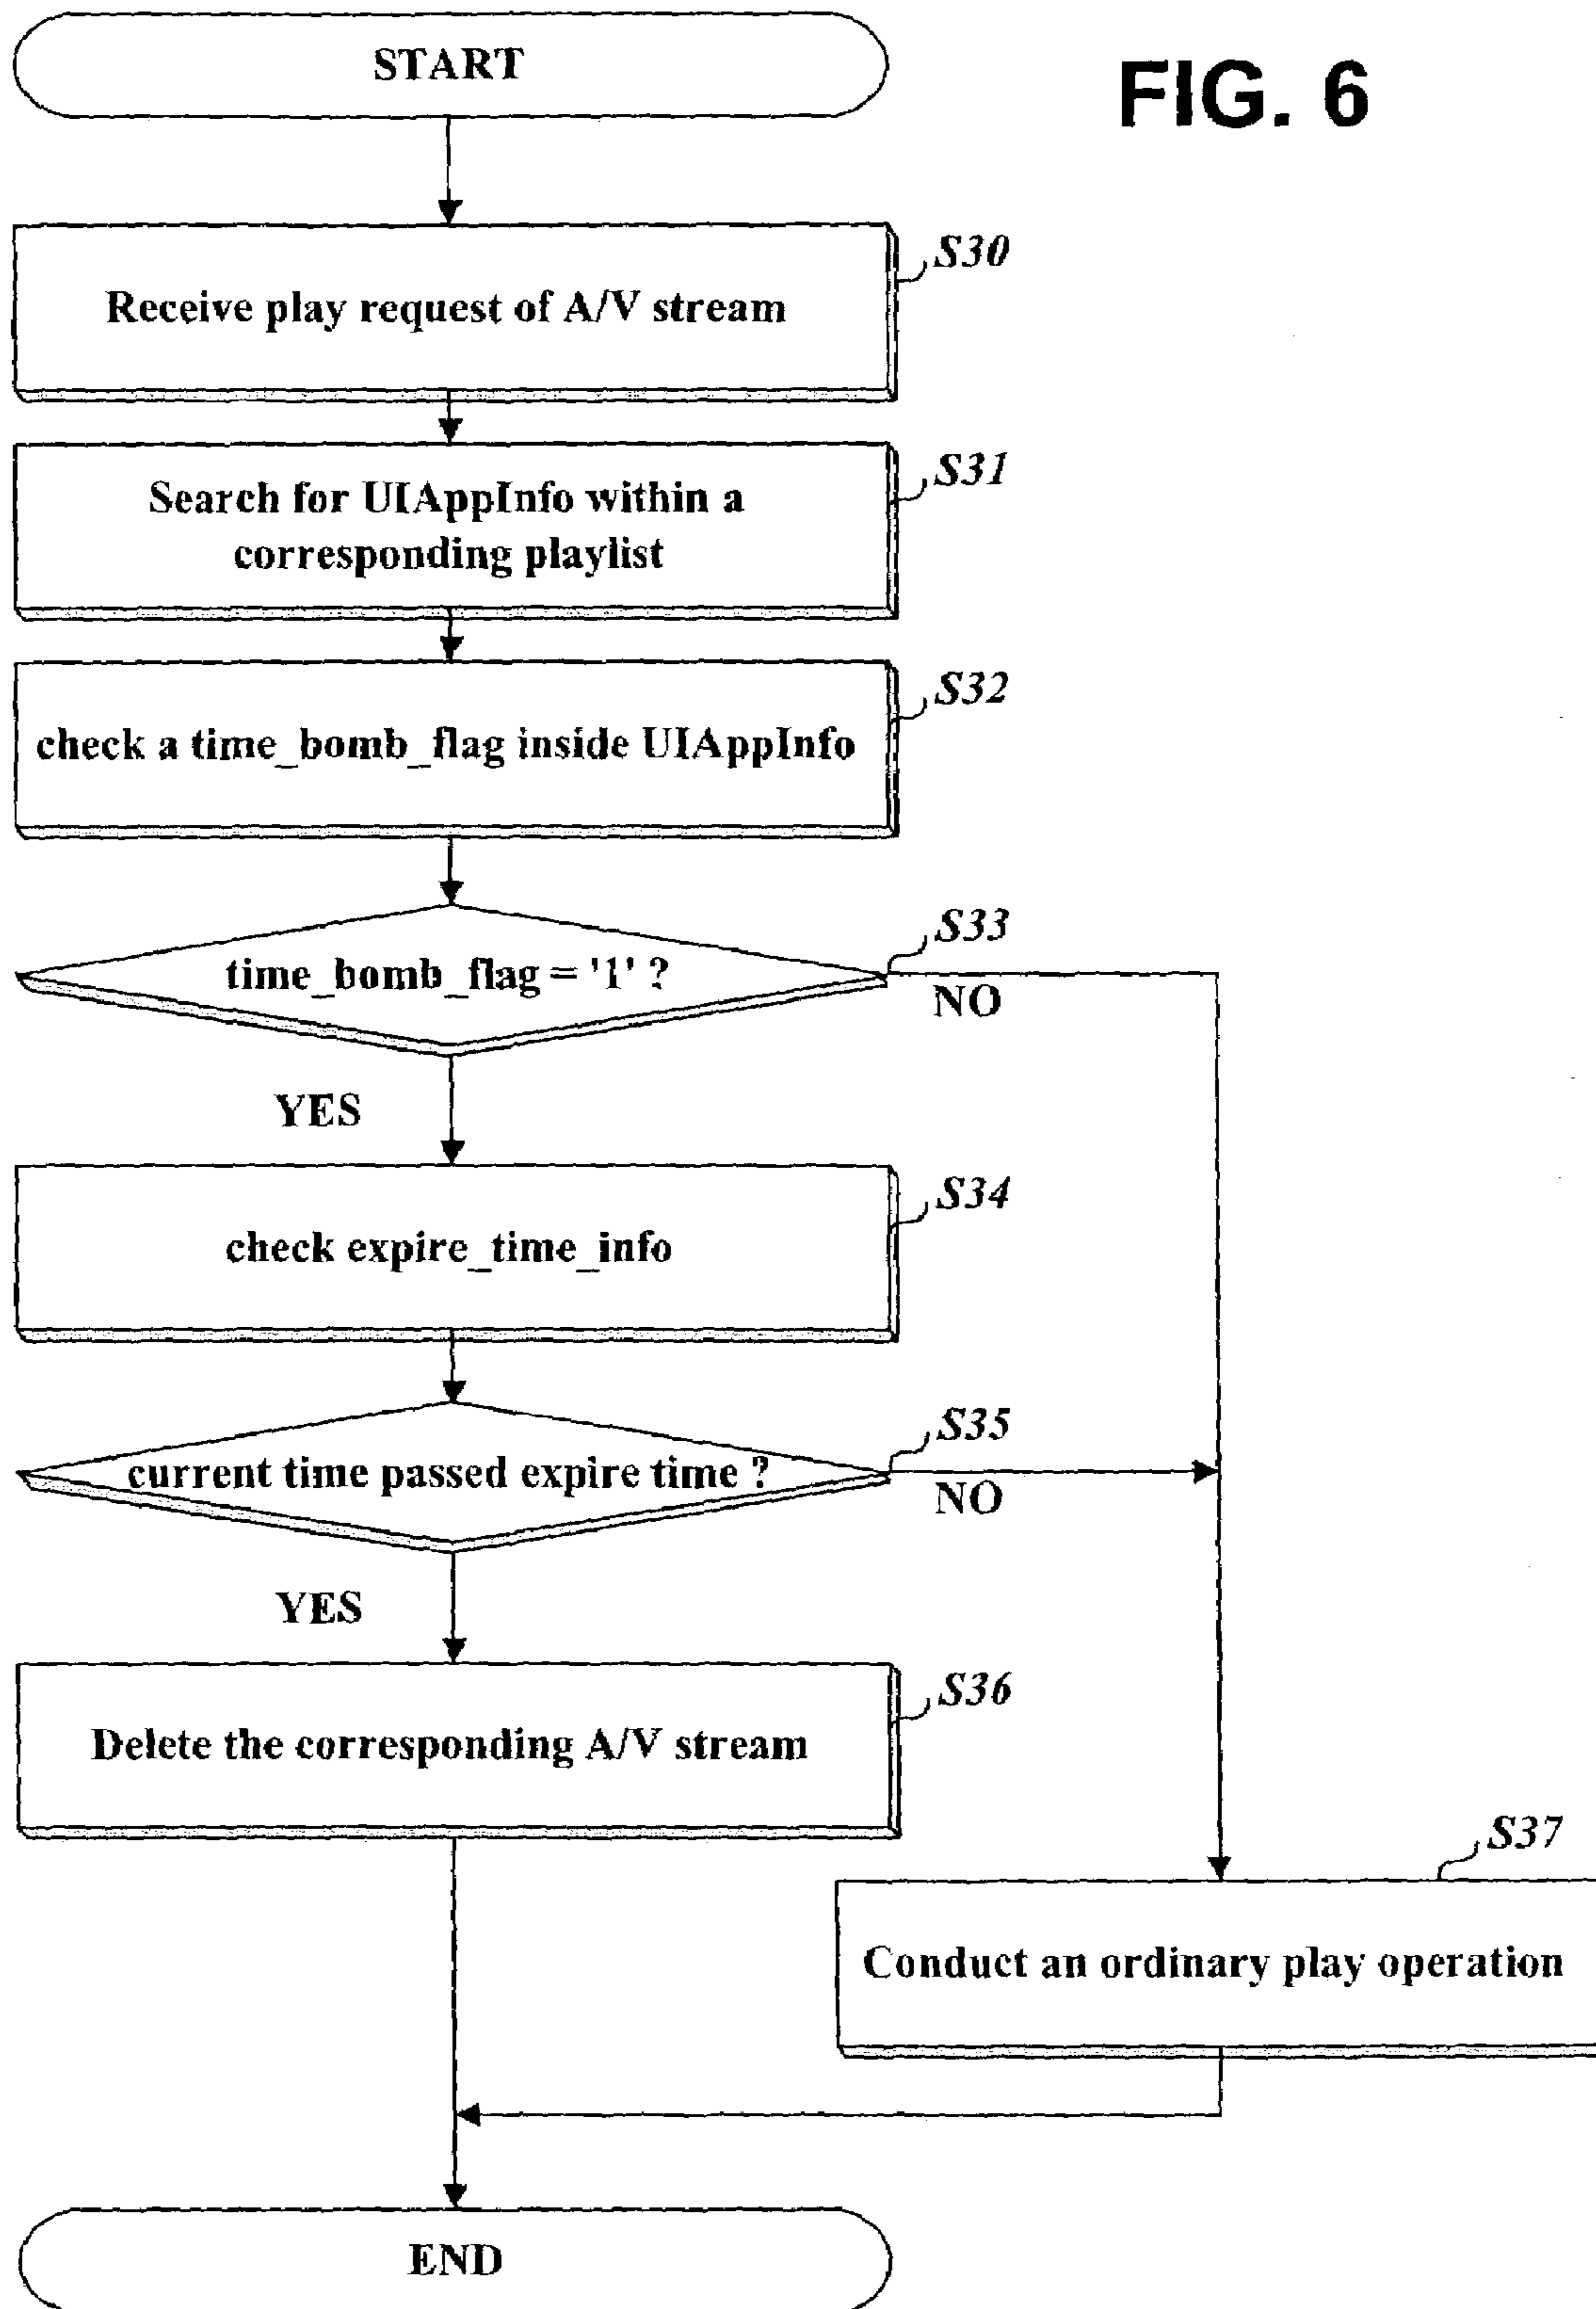 START
FIG. 6
S30
Receive play request of A/V stream
S31
Search for UIAppInfo within a
corresponding playlist
S32
check a time_bomb_flag inside UIAppInfo
S33
time_bomb_flag = '1' ?
NO
YES
S34
check expire_time_info
S35
current time passed expire time ?
NO
YES
S36
Delete the corresponding A/V stream
S37
Conduct an ordinary play operation
END